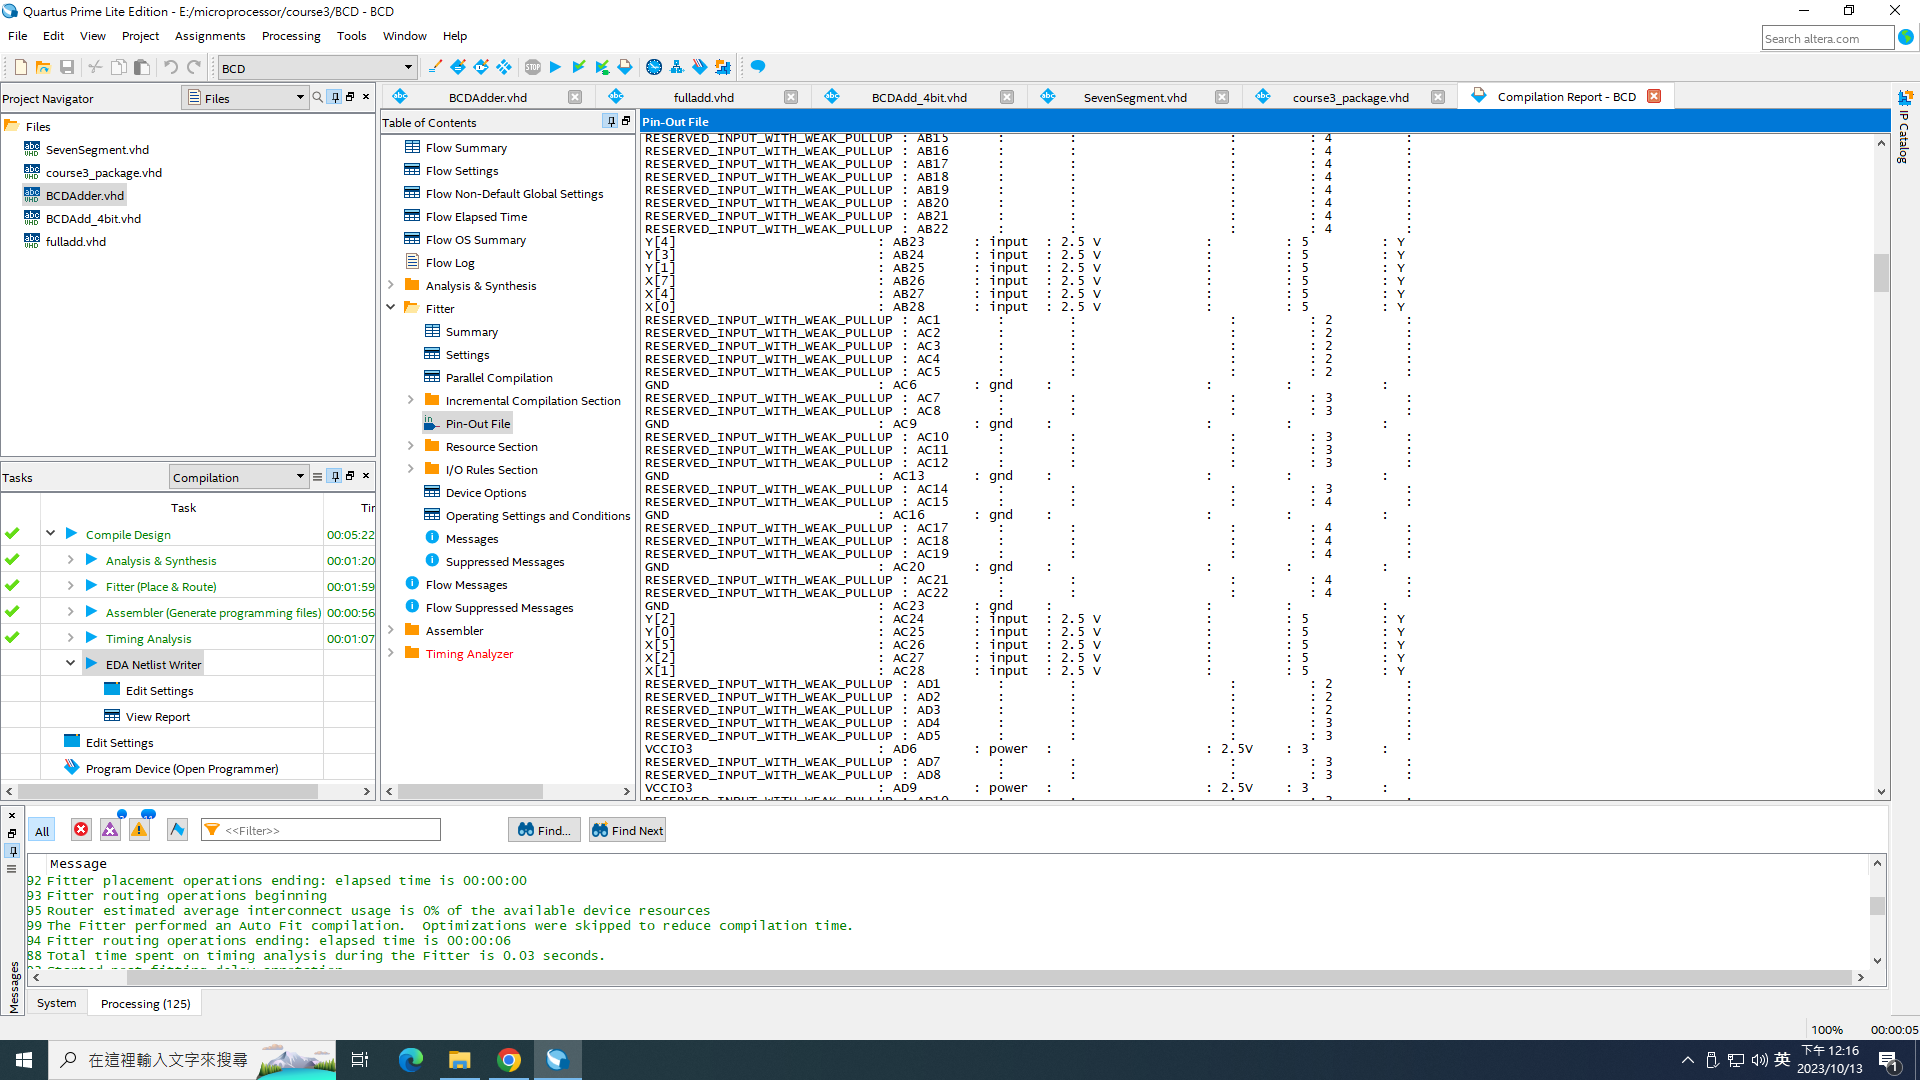 Quartus Prime Lite Edition - E:/microprocessor/course3/BCD - BCD
File Edit View Project Assignments Processing Tools Window Help
Search altera.com
BCD
Project Navigator
Files
BCDAdder.vhd
fulladd.vhd
BCDAdd_4bit.vhd
SevenSegment.vhd
course3_package.vhd
Compilation Report - BCD
IP Catalog
Files
SevenSegment.vhd
course3_package.vhd
BCDAdder.vhd
BCDAdd_4bit.vhd
fulladd.vhd
Tasks
Compilation
Task
Tir
Compile Design 00:05:22
Analysis & Synthesis 00:01:20
Fitter (Place & Route) 00:01:59
Assembler (Generate programming files) 00:00:56
Timing Analysis 00:01:07
EDA Netlist Writer
Edit Settings
View Report
Edit Settings
Program Device (Open Programmer)
Table of Contents
Flow Summary
Flow Settings
Flow Non-Default Global Settings
Flow Elapsed Time
Flow OS Summary
Flow Log
Analysis & Synthesis
Fitter
Summary
Settings
Parallel Compilation
Incremental Compilation Section
Pin-Out File
Resource Section
I/O Rules Section
Device Options
Operating Settings and Conditions
Messages
Suppressed Messages
Flow Messages
Flow Suppressed Messages
Assembler
Timing Analyzer
Pin-Out File
RESERVED_INPUT_WITH_WEAK_PULLUP : AB15 : : : : 4 :
RESERVED_INPUT_WITH_WEAK_PULLUP : AB16 : : : : 4 :
RESERVED_INPUT_WITH_WEAK_PULLUP : AB17 : : : : 4 :
RESERVED_INPUT_WITH_WEAK_PULLUP : AB18 : : : : 4 :
RESERVED_INPUT_WITH_WEAK_PULLUP : AB19 : : : : 4 :
RESERVED_INPUT_WITH_WEAK_PULLUP : AB20 : : : : 4 :
RESERVED_INPUT_WITH_WEAK_PULLUP : AB21 : : : : 4 :
RESERVED_INPUT_WITH_WEAK_PULLUP : AB22 : : : : 4 :
Y[4] : AB23 : input : 2.5 V : : 5 : Y
Y[3] : AB24 : input : 2.5 V : : 5 : Y
Y[1] : AB25 : input : 2.5 V : : 5 : Y
X[7] : AB26 : input : 2.5 V : : 5 : Y
X[4] : AB27 : input : 2.5 V : : 5 : Y
X[0] : AB28 : input : 2.5 V : : 5 : Y
RESERVED_INPUT_WITH_WEAK_PULLUP : AC1 : : : : 2 :
RESERVED_INPUT_WITH_WEAK_PULLUP : AC2 : : : : 2 :
RESERVED_INPUT_WITH_WEAK_PULLUP : AC3 : : : : 2 :
RESERVED_INPUT_WITH_WEAK_PULLUP : AC4 : : : : 2 :
RESERVED_INPUT_WITH_WEAK_PULLUP : AC5 : : : : 2 :
GND : AC6 : gnd : : : :
RESERVED_INPUT_WITH_WEAK_PULLUP : AC7 : : : : 3 :
RESERVED_INPUT_WITH_WEAK_PULLUP : AC8 : : : : 3 :
GND : AC9 : gnd : : : :
RESERVED_INPUT_WITH_WEAK_PULLUP : AC10 : : : : 3 :
RESERVED_INPUT_WITH_WEAK_PULLUP : AC11 : : : : 3 :
RESERVED_INPUT_WITH_WEAK_PULLUP : AC12 : : : : 3 :
GND : AC13 : gnd : : : :
RESERVED_INPUT_WITH_WEAK_PULLUP : AC14 : : : : 3 :
RESERVED_INPUT_WITH_WEAK_PULLUP : AC15 : : : : 4 :
GND : AC16 : gnd : : : :
RESERVED_INPUT_WITH_WEAK_PULLUP : AC17 : : : : 4 :
RESERVED_INPUT_WITH_WEAK_PULLUP : AC18 : : : : 4 :
RESERVED_INPUT_WITH_WEAK_PULLUP : AC19 : : : : 4 :
GND : AC20 : gnd : : : :
RESERVED_INPUT_WITH_WEAK_PULLUP : AC21 : : : : 4 :
RESERVED_INPUT_WITH_WEAK_PULLUP : AC22 : : : : 4 :
GND : AC23 : gnd : : : :
Y[2] : AC24 : input : 2.5 V : : 5 : Y
Y[0] : AC25 : input : 2.5 V : : 5 : Y
X[5] : AC26 : input : 2.5 V : : 5 : Y
X[2] : AC27 : input : 2.5 V : : 5 : Y
X[1] : AC28 : input : 2.5 V : : 5 : Y
RESERVED_INPUT_WITH_WEAK_PULLUP : AD1 : : : : 2 :
RESERVED_INPUT_WITH_WEAK_PULLUP : AD2 : : : : 2 :
RESERVED_INPUT_WITH_WEAK_PULLUP : AD3 : : : : 2 :
RESERVED_INPUT_WITH_WEAK_PULLUP : AD4 : : : : 3 :
RESERVED_INPUT_WITH_WEAK_PULLUP : AD5 : : : : 3 :
VCCIO3 : AD6 : power : : 2.5V : 3 :
RESERVED_INPUT_WITH_WEAK_PULLUP : AD7 : : : : 3 :
RESERVED_INPUT_WITH_WEAK_PULLUP : AD8 : : : : 3 :
VCCIO3 : AD9 : power : : 2.5V : 3 :
RESERVED_INPUT_WITH_WEAK_PULLUP : AD10 : : : : 3 :
All
<<Filter>>
Find...
Find Next
Message
92 Fitter placement operations ending: elapsed time is 00:00:00
93 Fitter routing operations beginning
95 Router estimated average interconnect usage is 0% of the available device resources
99 The Fitter performed an Auto Fit compilation.  Optimizations were skipped to reduce compilation time.
94 Fitter routing operations ending: elapsed time is 00:00:06
88 Total time spent on timing analysis during the Fitter is 0.03 seconds.
Messages
System
Processing (125)
100% 00:00:05
在這裡輸入文字來搜尋
英
下午 12:16
2023/10/13
1